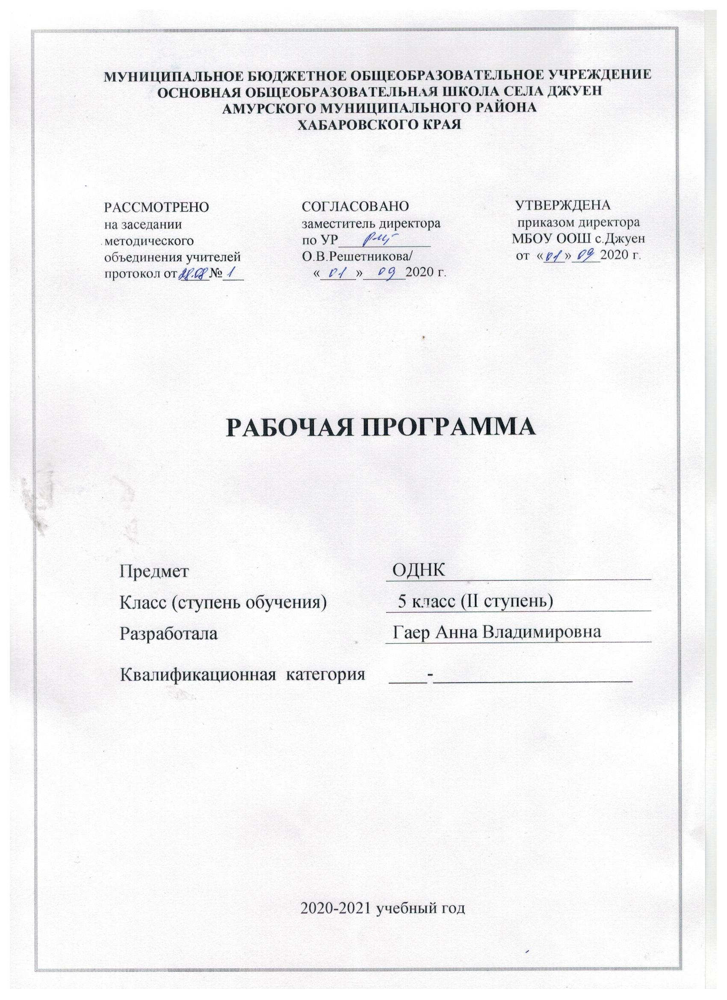 МУНИЦИПАЛЬНОЕ БЮДЖЕТНОЕ ОБЩЕОБРАЗОВАТЕЛЬНОЕ УЧРЕЖДЕНИЕ
ОСНОВНАЯ ОБЩЕОБРАЗОВАТЕЛЬНАЯ ШКОЛА СЕЛА ДЖУЕН
АМУРСКОГО МУНИЦИПАЛЬНОГО РАЙОНА
ХАБАРОВСКОГО КРАЯ
РАССМОТРЕНО
на заседании
методического
объединения учителей
протокол от 28.08 № 1
СОГЛАСОВАНО
заместитель директора
по УР
О.В.Решетникова/
« 01 » 09 2020 г.
УТВЕРЖДЕНА
приказом директора
МБОУ ООШ с.Джуен
от «01» 09 2020 г.
РАБОЧАЯ ПРОГРАММА
Предмет ОДНК
Класс (ступень обучения) 5 класс (II ступень)
Разработала Гаер Анна Владимировна
Квалификационная категория -
2020-2021 учебный год